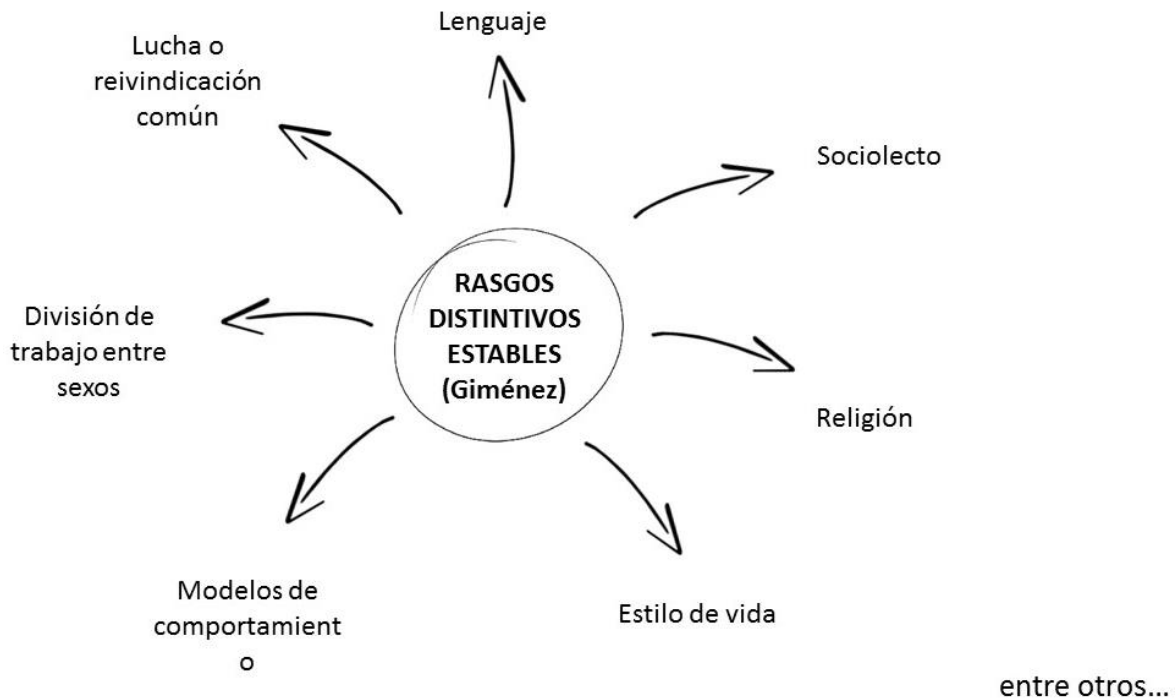 Lenguaje
Lucha o
reivindicación
común
Sociolecto
RASGOS
DISTINTIVOS
ESTABLES
(Giménez)
División de
trabajo entre
sexos
Religión
Modelos de
comportamient
o
Estilo de vida
entre otros...